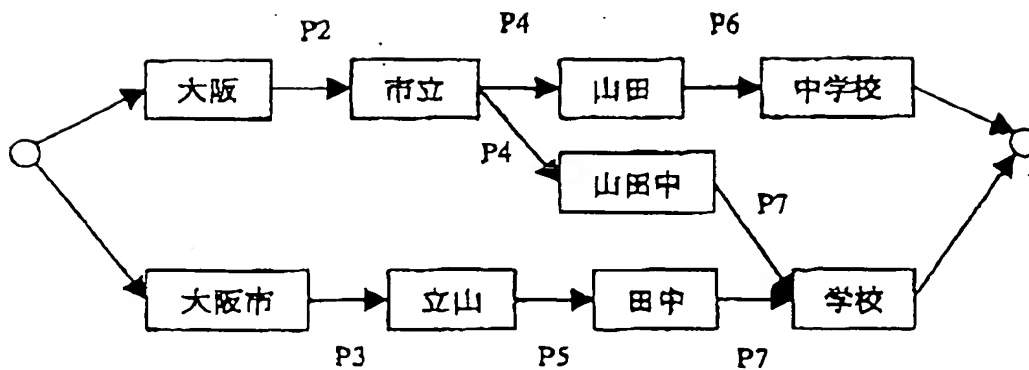 P2 P4 P6
大阪 市立 山田 中学校
P4
山田中
P7
大阪市 立山 田中 学校
P3 P5 P7